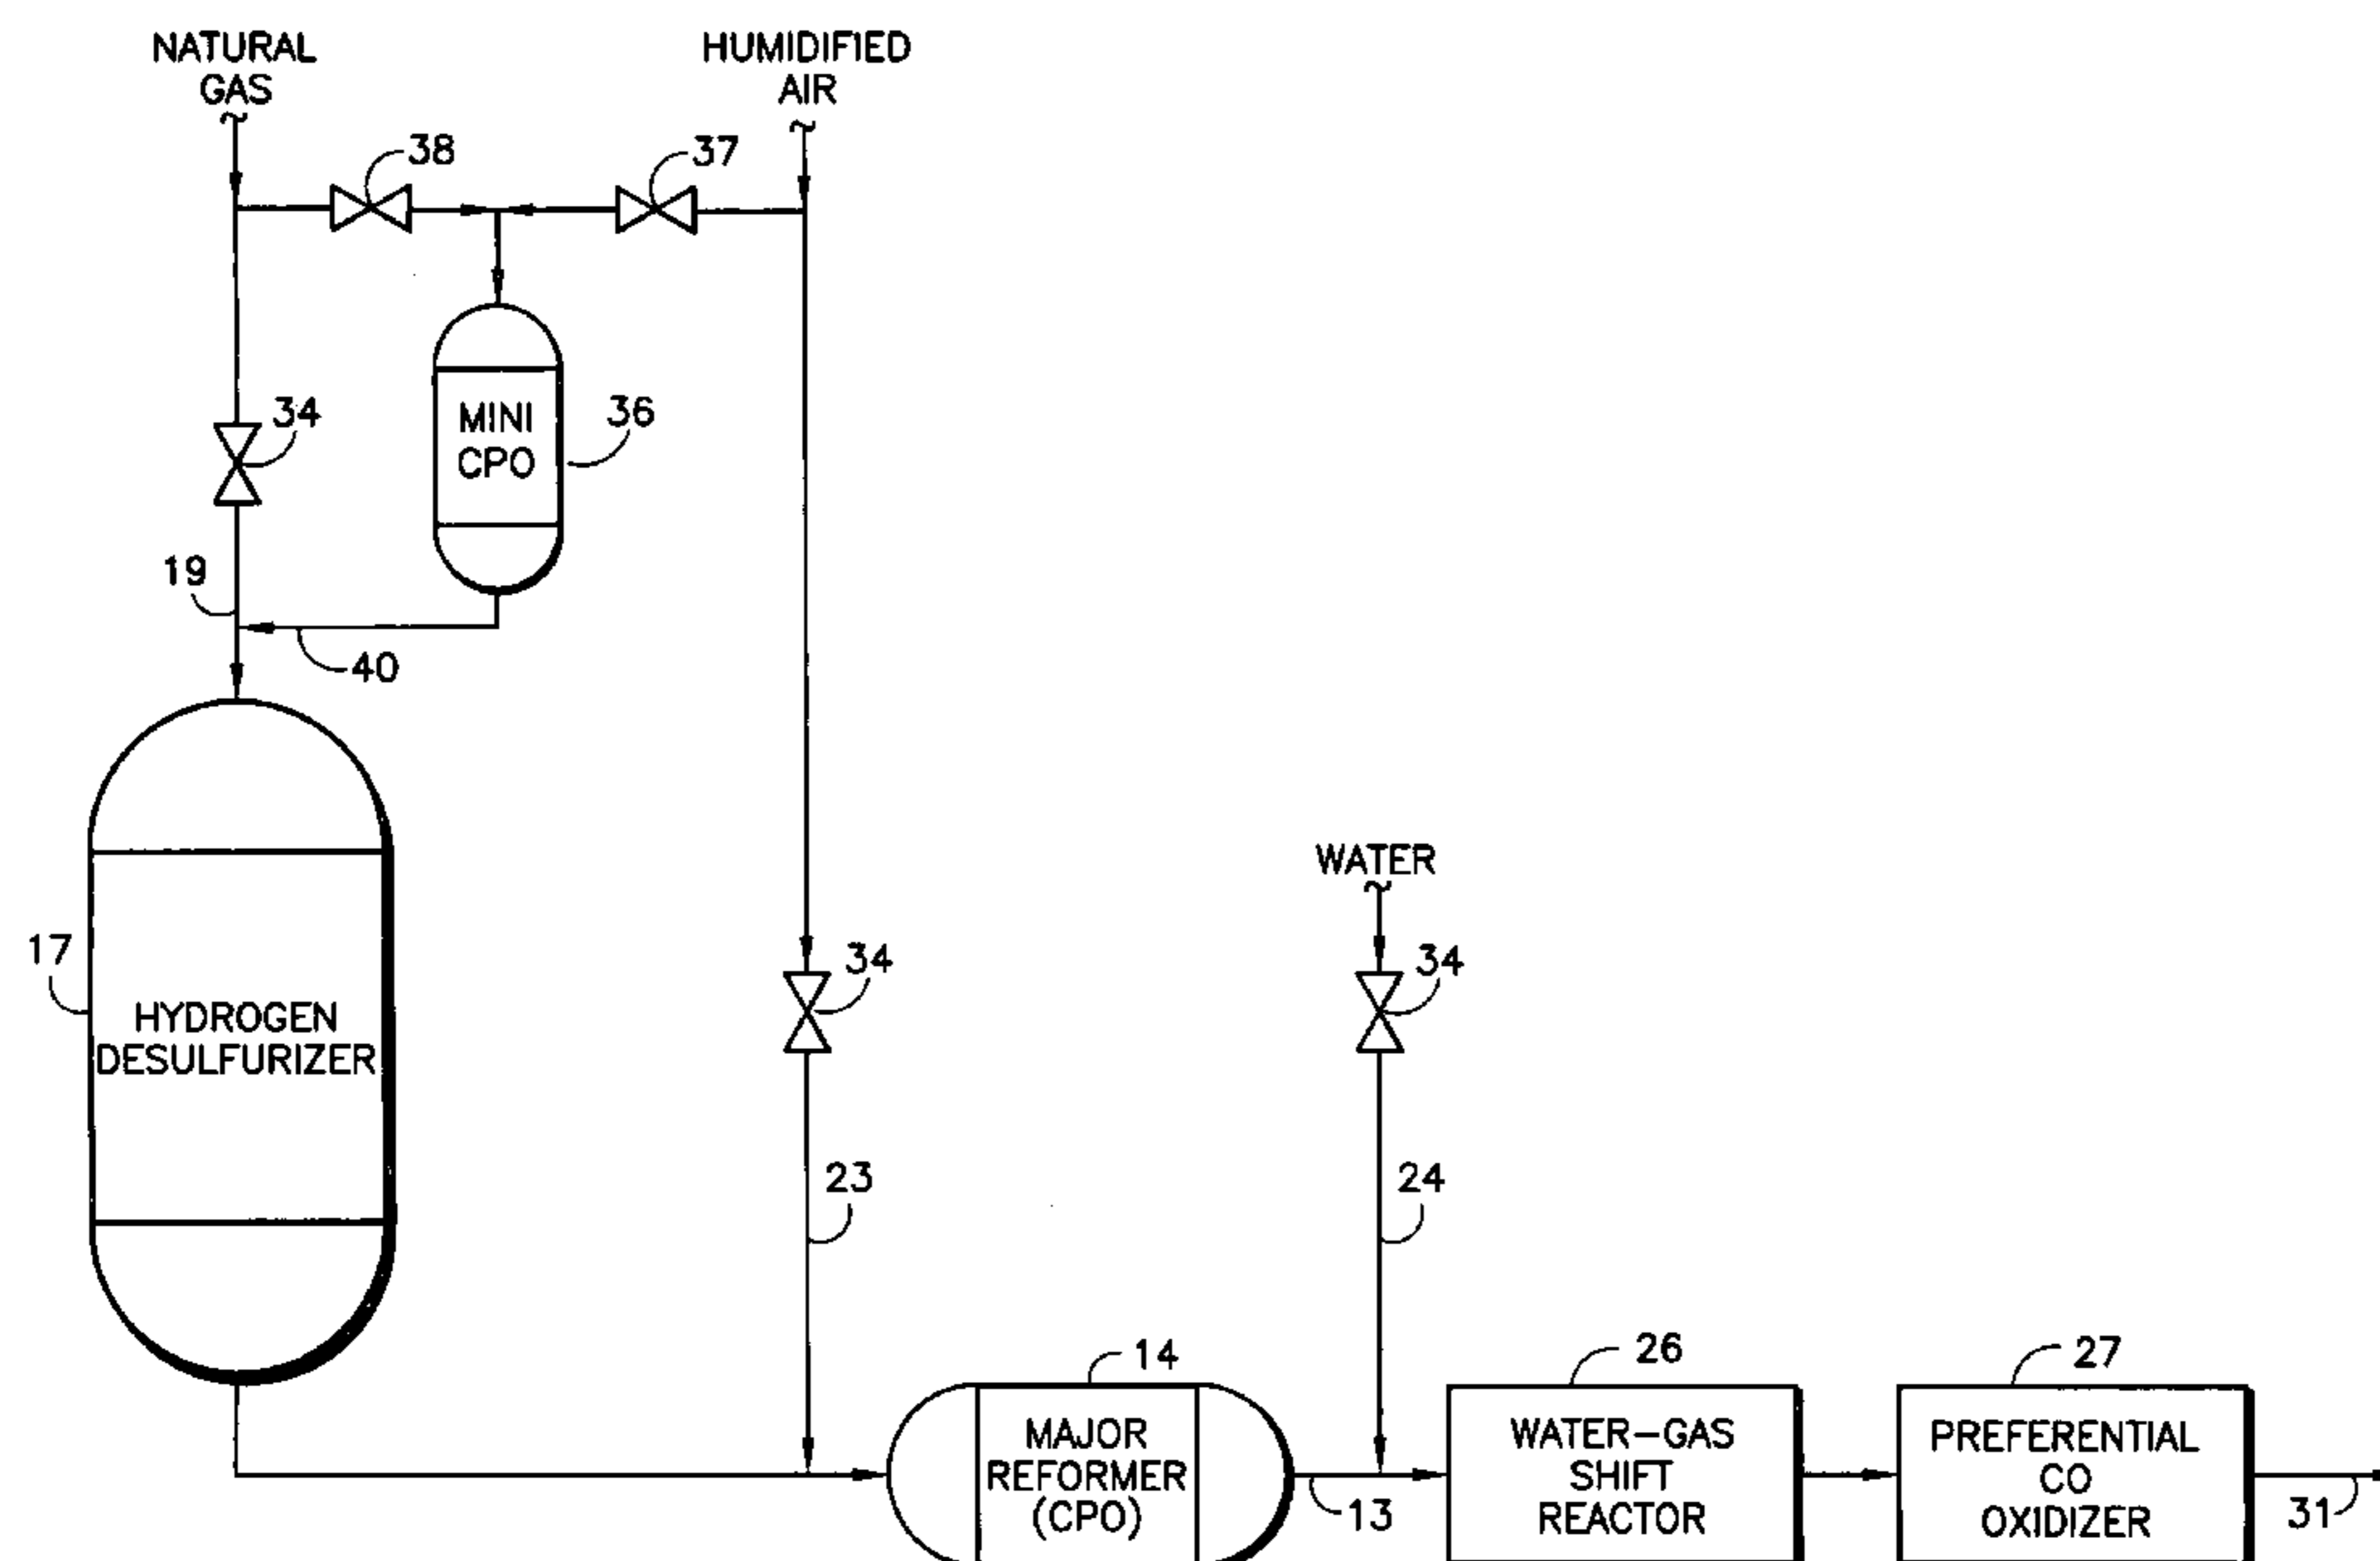 NATURAL
GAS
HUMIDIFIED
AIR
38
37
34
MINI
CPO
36
19
40
WATER
17
HYDROGEN
DESULFURIZER
34
34
23
24
14
26
27
MAJOR
REFORMER
(CPO)
13
WATER-GAS
SHIFT
REACTOR
PREFERENTIAL
CO
OXIDIZER
31